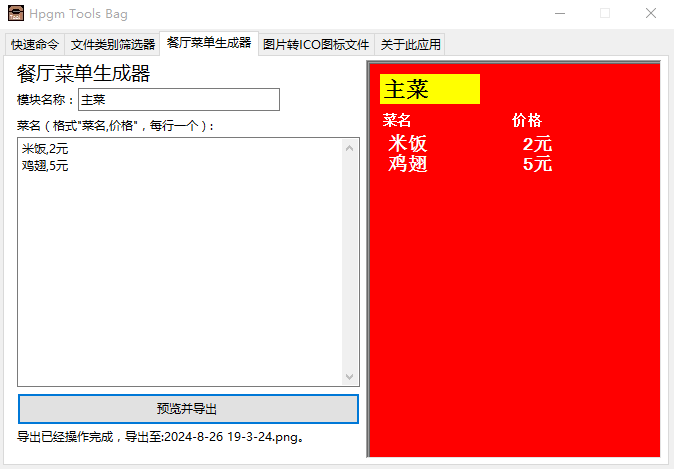 Hpgm Tools Bag
快速命令 文件类别筛选器 餐厅菜单生成器 图片转ICO图标文件 关于此应用
餐厅菜单生成器
模块名称：主菜
菜名（格式"菜名,价格"，每行一个）：
米饭,2元
鸡翅,5元
预览并导出
导出已经操作完成，导出至:2024-8-26 19-3-24.png。
主菜
菜名 价格
米饭 2元
鸡翅 5元